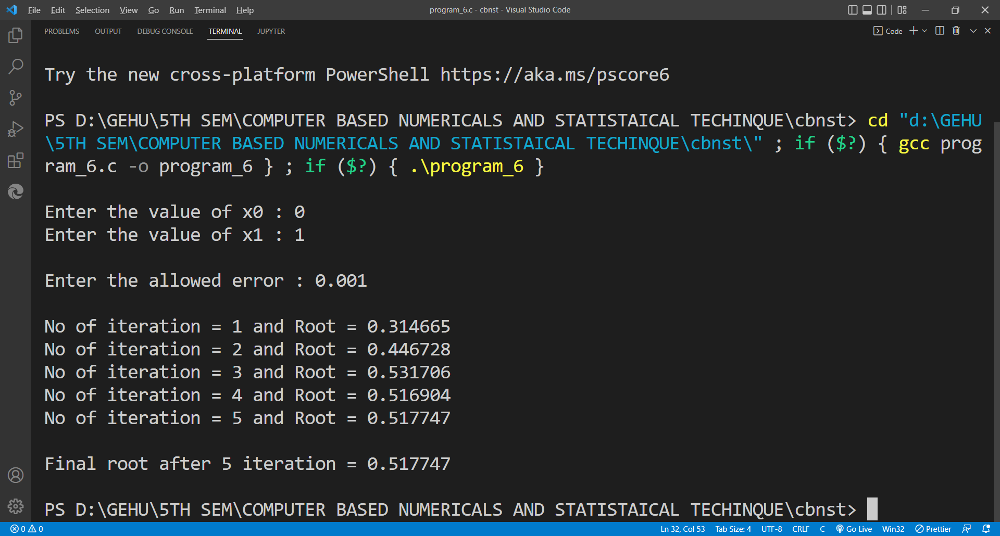 File Edit Selection View Go Run Terminal Help program_6.c - cbnst - Visual Studio Code
PROBLEMS OUTPUT DEBUG CONSOLE TERMINAL JUPYTER Code
Try the new cross-platform PowerShell https://aka.ms/pscore6
PS D:\GEHU\5TH SEM\COMPUTER BASED NUMERICALS AND STATISTAICAL TECHINQUE\cbnst> cd "d:\GEHU
\5TH SEM\COMPUTER BASED NUMERICALS AND STATISTAICAL TECHINQUE\cbnst\" ; if ($?) { gcc prog
ram_6.c -o program_6 } ; if ($?) { .\program_6 }
Enter the value of x0 : 0
Enter the value of x1 : 1
Enter the allowed error : 0.001
No of iteration = 1 and Root = 0.314665
No of iteration = 2 and Root = 0.446728
No of iteration = 3 and Root = 0.531706
No of iteration = 4 and Root = 0.516904
No of iteration = 5 and Root = 0.517747
Final root after 5 iteration = 0.517747
PS D:\GEHU\5TH SEM\COMPUTER BASED NUMERICALS AND STATISTAICAL TECHINQUE\cbnst>
0 0 Ln 32, Col 53 Tab Size: 4 UTF-8 CRLF C Go Live Win32 Prettier